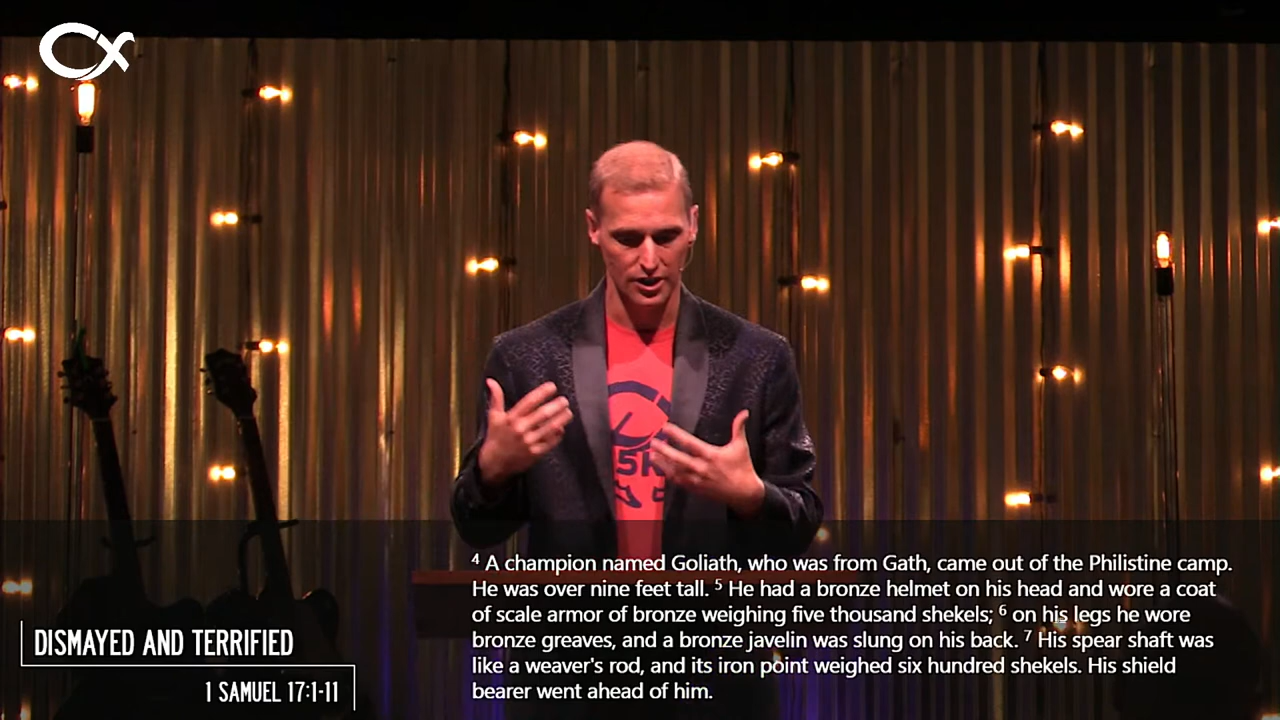 CX
5K
4 A champion named Goliath, who was from Gath, came out of the Philistine camp.
He was over nine feet tall. 5 He had a bronze helmet on his head and wore a coat
of scale armor of bronze weighing five thousand shekels; 6 on his legs he wore
bronze greaves, and a bronze javelin was slung on his back. 7 His spear shaft was
like a weaver's rod, and its iron point weighed six hundred shekels. His shield
bearer went ahead of him.
DISMAYED AND TERRIFIED
1 SAMUEL 17:1-11